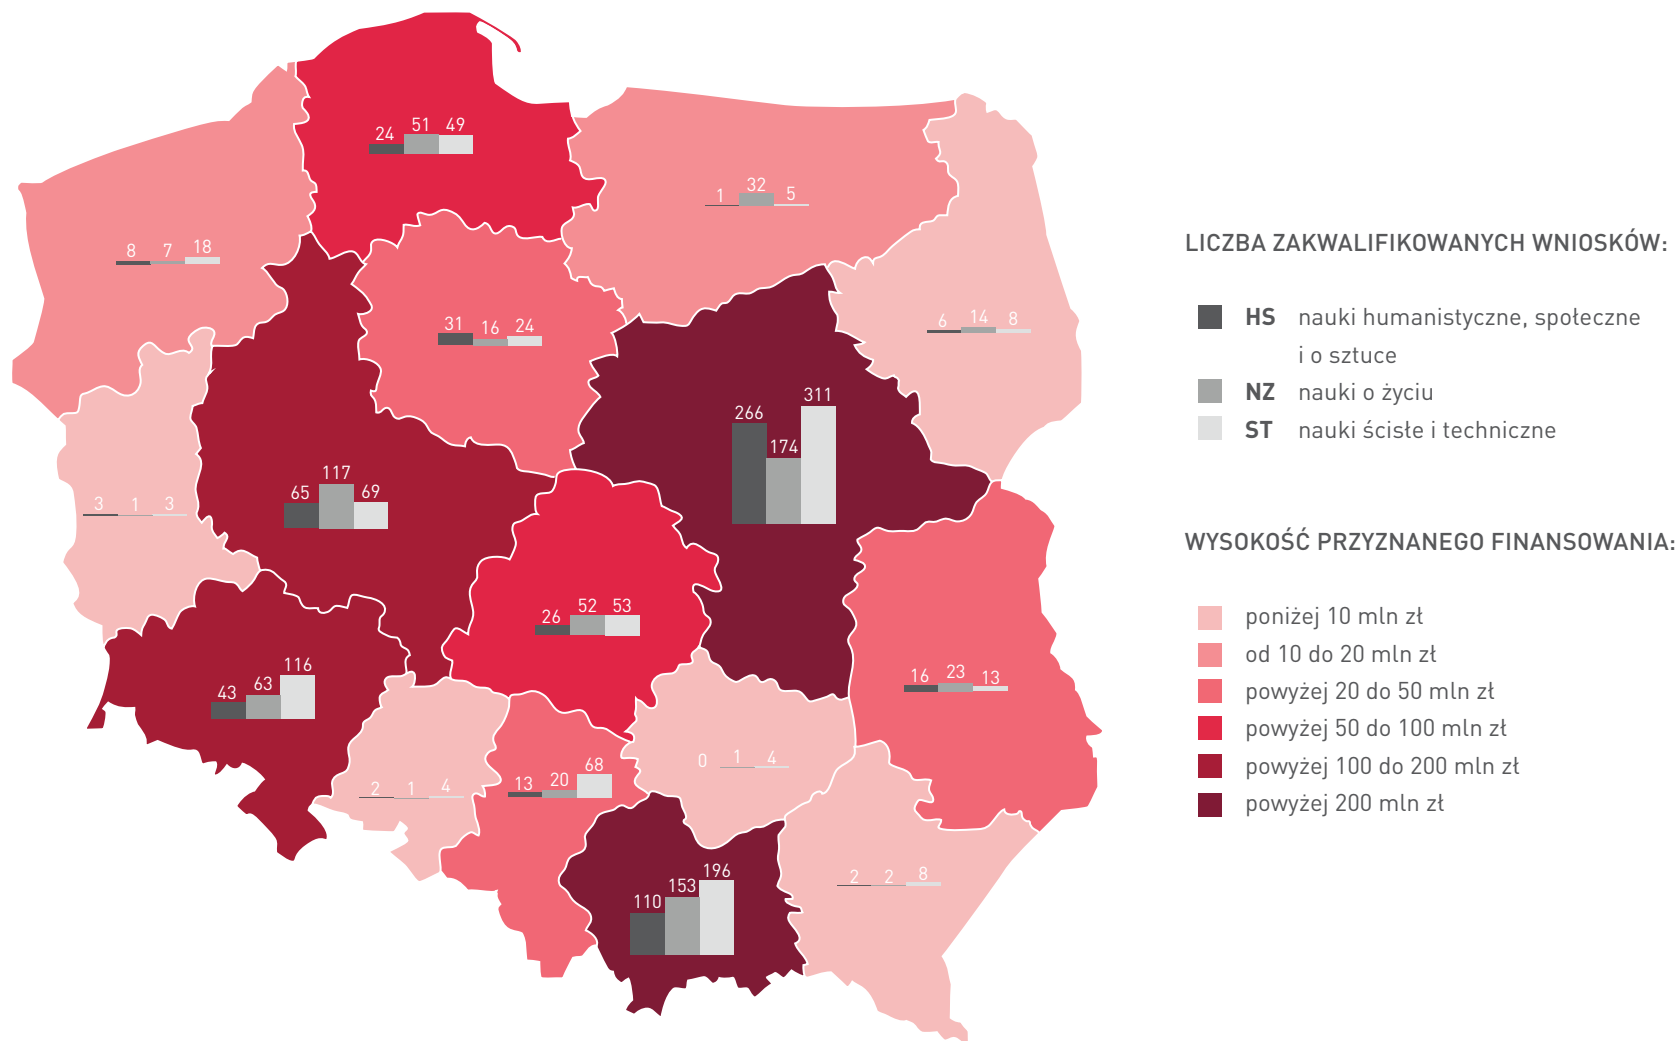 24 51 49
1 32 5
8 7 18
31 16 24
6 14 8
266 174 311
65 117 69
3 1 3
26 52 53
43 63 116
16 23 13
2 1 4
13 20 68
0 1 4
110 153 196
2 2 8
LICZBA ZAKWALIFIKOWANYCH WNIOSKÓW:
HS nauki humanistyczne, społeczne
i o sztuce
NZ nauki o życiu
ST nauki ścisłe i techniczne
WYSOKOŚĆ PRZYZNANEGO FINANSOWANIA:
poniżej 10 mln zł
od 10 do 20 mln zł
powyżej 20 do 50 mln zł
powyżej 50 do 100 mln zł
powyżej 100 do 200 mln zł
powyżej 200 mln zł